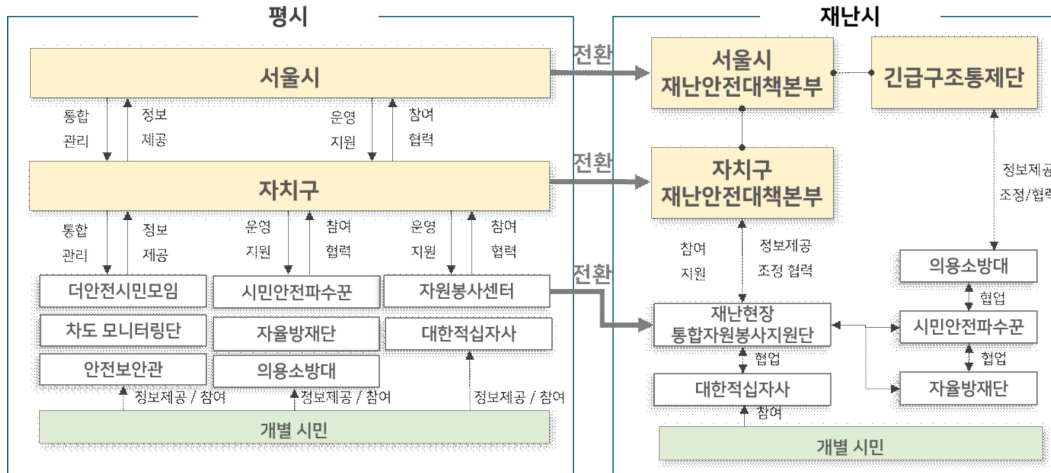 평시
서울시
통합
관리
정보
제공
운영
지원
참여
협력
자치구
통합
관리
정보
제공
운영
지원
참여
협력
운영
지원
참여
협력
더안전시민모임
시민안전파수꾼
자원봉사센터
차도 모니터링단
자율방재단
대한적십자사
안전보안관
의용소방대
정보제공 / 참여
정보제공 / 참여
정보제공 / 참여
개별 시민
전환
전환
전환
재난시
서울시
재난안전대책본부
긴급구조통제단
자치구
재난안전대책본부
정보제공
조정/협력
참여
지원
정보제공
조정 협력
의용소방대
협업
재난현장
통합자원봉사지원단
시민안전파수꾼
협업
협업
대한적십자사
자율방재단
참여
개별 시민